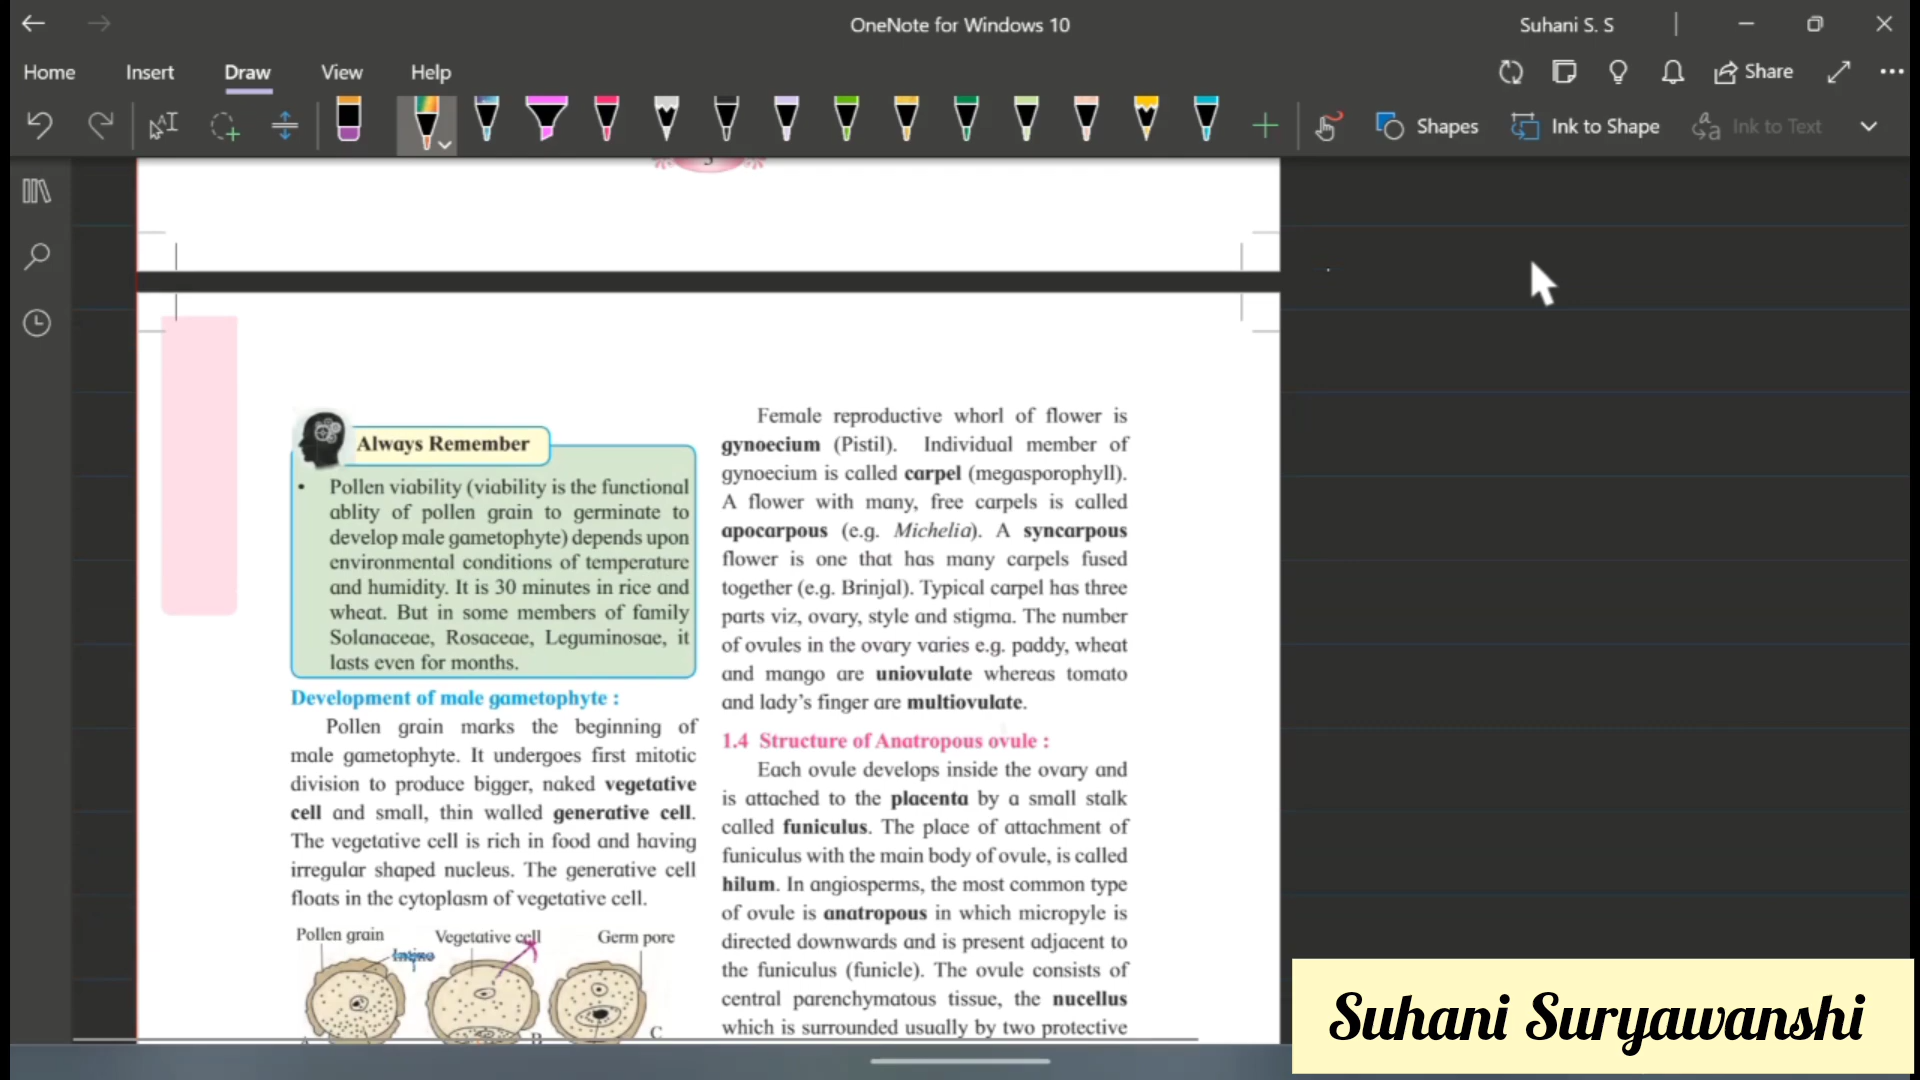 OneNote for Windows 10
Suhani S. S
Home Insert Draw View Help
Share
Shapes Ink to Shape Ink to Text
Always Remember
• Pollen viability (viability is the functional
ablity of pollen grain to germinate to
develop male gametophyte) depends upon
environmental conditions of temperature
and humidity. It is 30 minutes in rice and
wheat. But in some members of family
Solanaceae, Rosaceae, Leguminosae, it
lasts even for months.
Development of male gametophyte :
Pollen grain marks the beginning of
male gametophyte. It undergoes first mitotic
division to produce bigger, naked vegetative
cell and small, thin walled generative cell.
The vegetative cell is rich in food and having
irregular shaped nucleus. The generative cell
floats in the cytoplasm of vegetative cell.
Pollen grain Vegetative cell Germ pore
C
Female reproductive whorl of flower is
gynoecium (Pistil). Individual member of
gynoecium is called carpel (megasporophyll).
A flower with many, free carpels is called
apocarpous (e.g. Michelia). A syncarpous
flower is one that has many carpels fused
together (e.g. Brinjal). Typical carpel has three
parts viz, ovary, style and stigma. The number
of ovules in the ovary varies e.g. paddy, wheat
and mango are uniovulate whereas tomato
and lady's finger are multiovulate.
1.4 Structure of Anatropous ovule :
Each ovule develops inside the ovary and
is attached to the placenta by a small stalk
called funiculus. The place of attachment of
funiculus with the main body of ovule, is called
hilum. In angiosperms, the most common type
of ovule is anatropous in which micropyle is
directed downwards and is present adjacent to
the funiculus (funicle). The ovule consists of
central parenchymatous tissue, the nucellus
which is surrounded usually by two protective
Suhani Suryawanshi